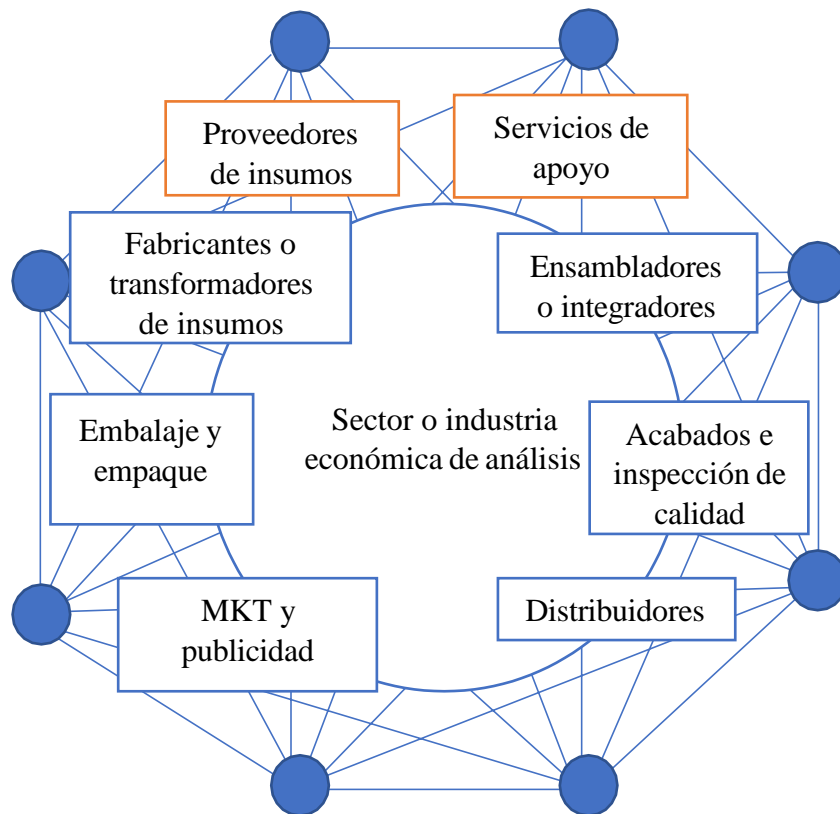 Proveedores
de insumos
Servicios de
apoyo
Fabricantes o
transformadores
de insumos
Ensambladores
o integradores
Embalaje y
empaque
Sector o industria
económica de análisis
Acabados e
inspección de
calidad
MKT y
publicidad
Distribuidores